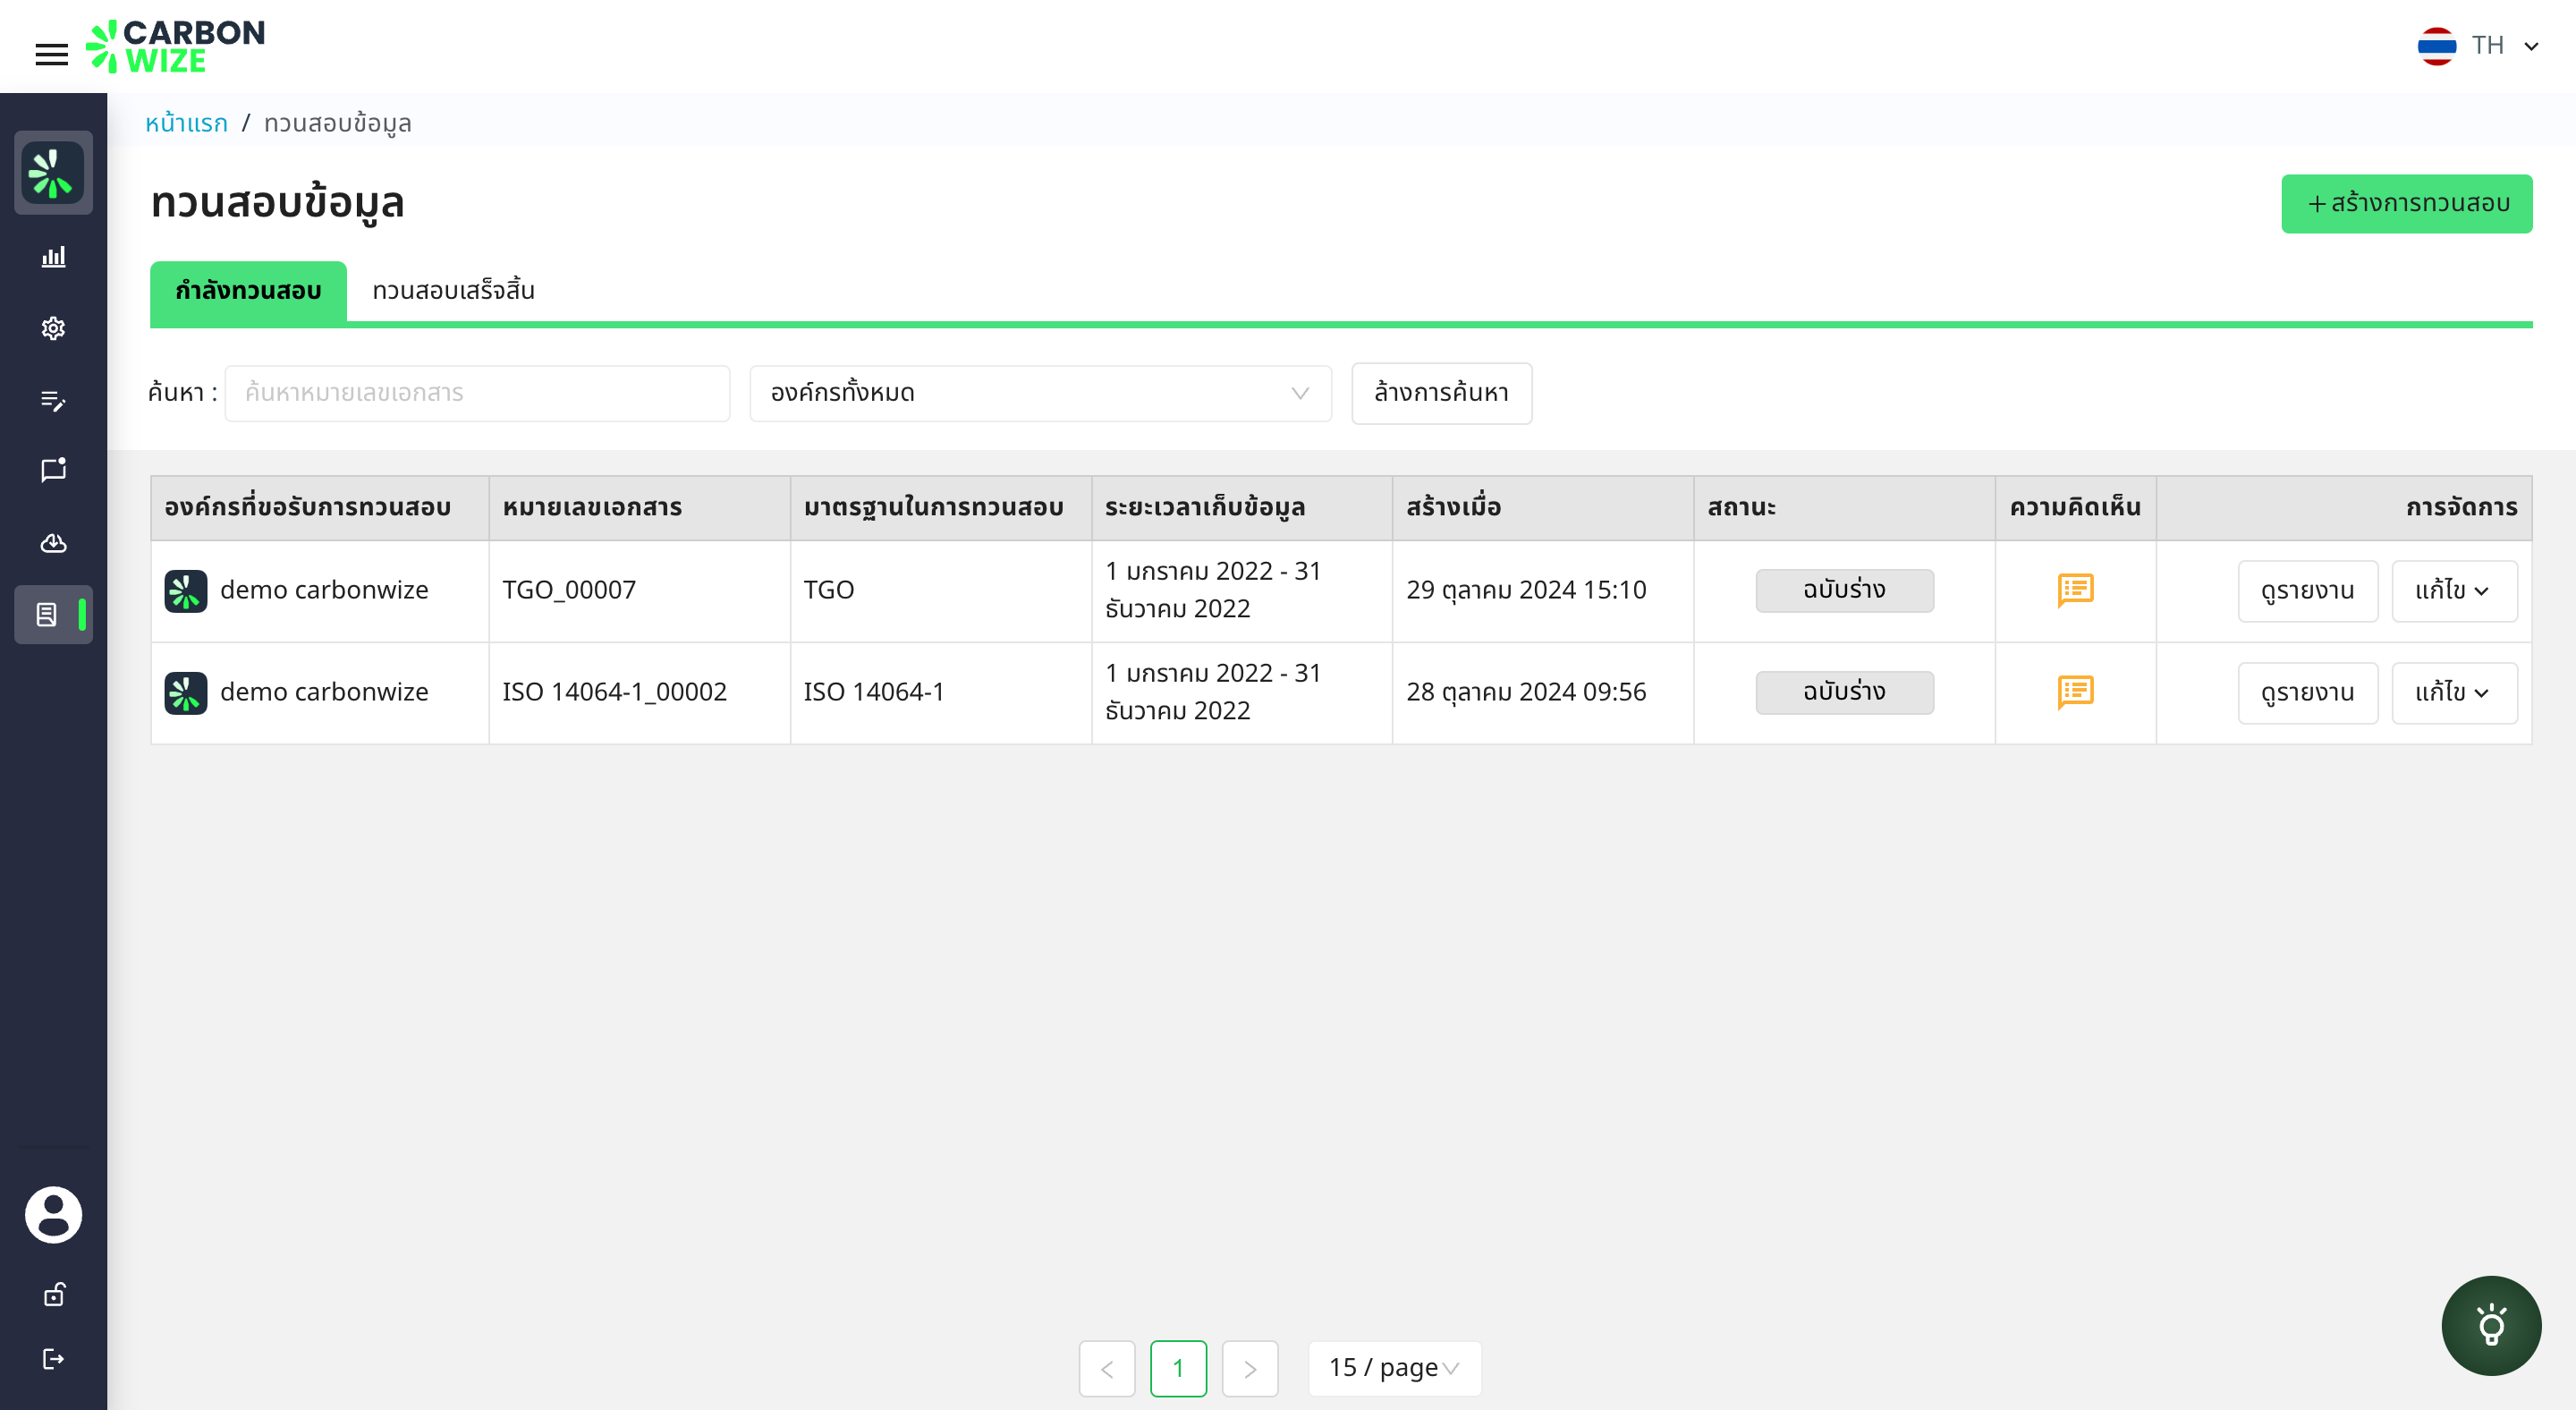 CARBON
WIZE
TH
หน้าแรก / ทวนสอบข้อมูล
ทวนสอบข้อมูล
+ สร้างการทวนสอบ
กำลังทวนสอบ
ทวนสอบเสร็จสิ้น
ค้นหา :
ค้นหาหมายเลขเอกสาร
องค์กรทั้งหมด
ล้างการค้นหา
องค์กรที่ขอรับการทวนสอบ
หมายเลขเอกสาร
มาตรฐานในการทวนสอบ
ระยะเวลาเก็บข้อมูล
สร้างเมื่อ
สถานะ
ความคิดเห็น
การจัดการ
demo carbonwize
TGO_00007
TGO
1 มกราคม 2022 - 31
ธันวาคม 2022
29 ตุลาคม 2024 15:10
ฉบับร่าง
ดูรายงาน
แก้ไข
demo carbonwize
ISO 14064-1_00002
ISO 14064-1
1 มกราคม 2022 - 31
ธันวาคม 2022
28 ตุลาคม 2024 09:56
ฉบับร่าง
ดูรายงาน
แก้ไข
1
15 / page